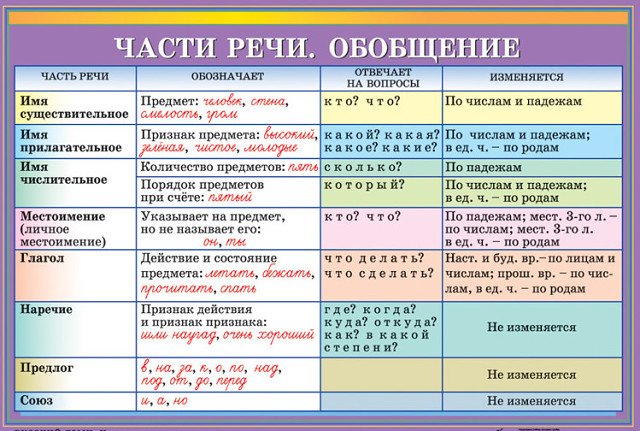 ЧАСТИ РЕЧИ. ОБОБЩЕНИЕ
ЧАСТЬ РЕЧИ
ОБОЗНАЧАЕТ
ОТВЕЧАЕТ
НА ВОПРОСЫ
ИЗМЕНЯЕТСЯ
Имя
существительное
Предмет: человек, стена,
смелость, гром
кто? что?
По числам и падежам
Имя
прилагательное
Признак предмета: высокий,
зелёная, чистое, молодые
какой? какая?
какое? какие?
По числам и падежам;
в ед. ч. – по родам
Имя
числительное
Количество предметов: пять
сколько?
По падежам
Порядок предметов
при счёте: пятый
который?
По числам и падежам;
в ед. ч. – по родам
Местоимение
(личное
местоимение)
Указывает на предмет,
но не называет его:
он, ты
кто? что?
По падежам; мест. 3-го л. –
по числам; мест. 3-го л.
в ед. ч. – по родам
Глагол
Действие и состояние
предмета: летать, бежать,
прочитать, спать
что делать?
что сделать?
Наст. и буд. вр.– по лицам и
числам; прош. вр. – по чис-
лам, в ед. ч. – по родам
Наречие
Признак действия
и признак признака:
шли наугад, очень хороший
где? когда?
куда? откуда?
как? в какой
степени?
Не изменяется
Предлог
в, на, за, к, о, по, над,
под, от, до, перед
Не изменяется
Союз
и, а, но
Не изменяется